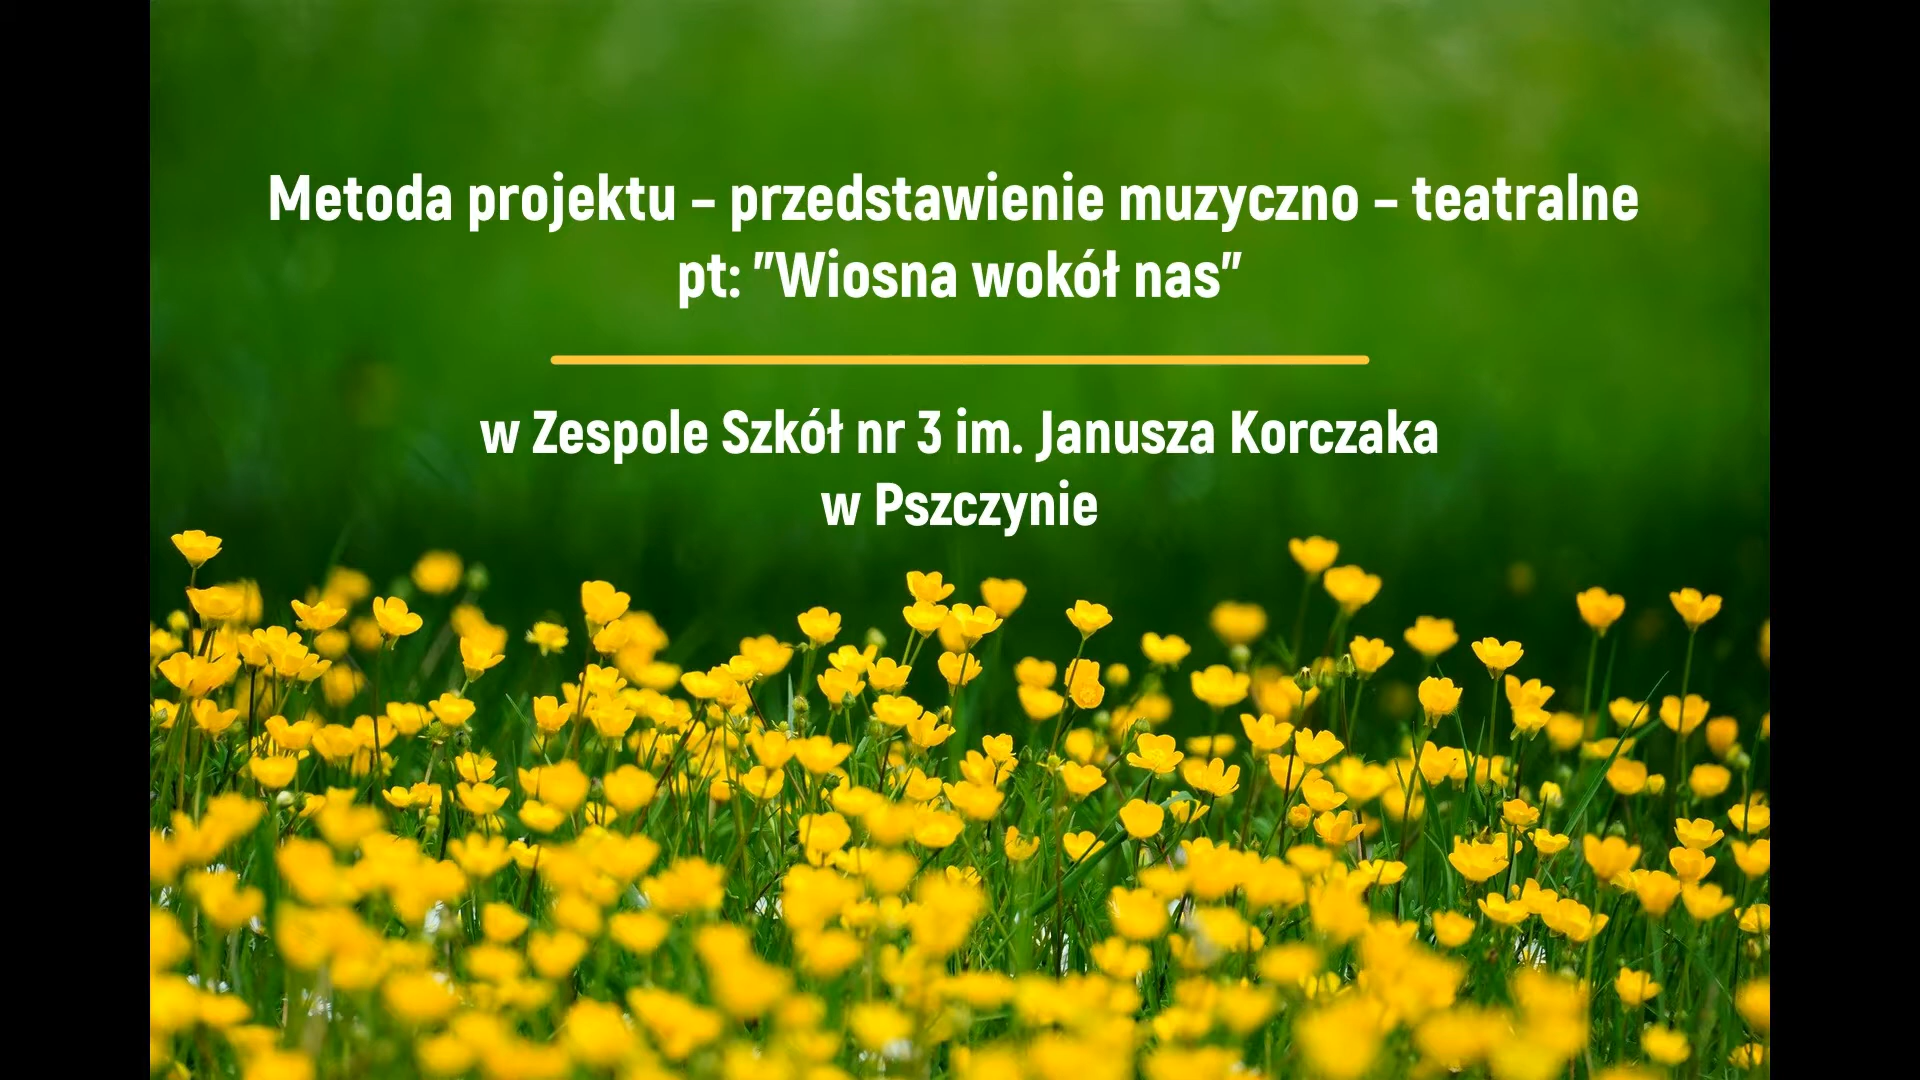 Metoda projektu – przedstawienie muzyczno – teatralne
pt: "Wiosna wokół nas"
w Zespole Szkół nr 3 im. Janusza Korczaka
w Pszczynie